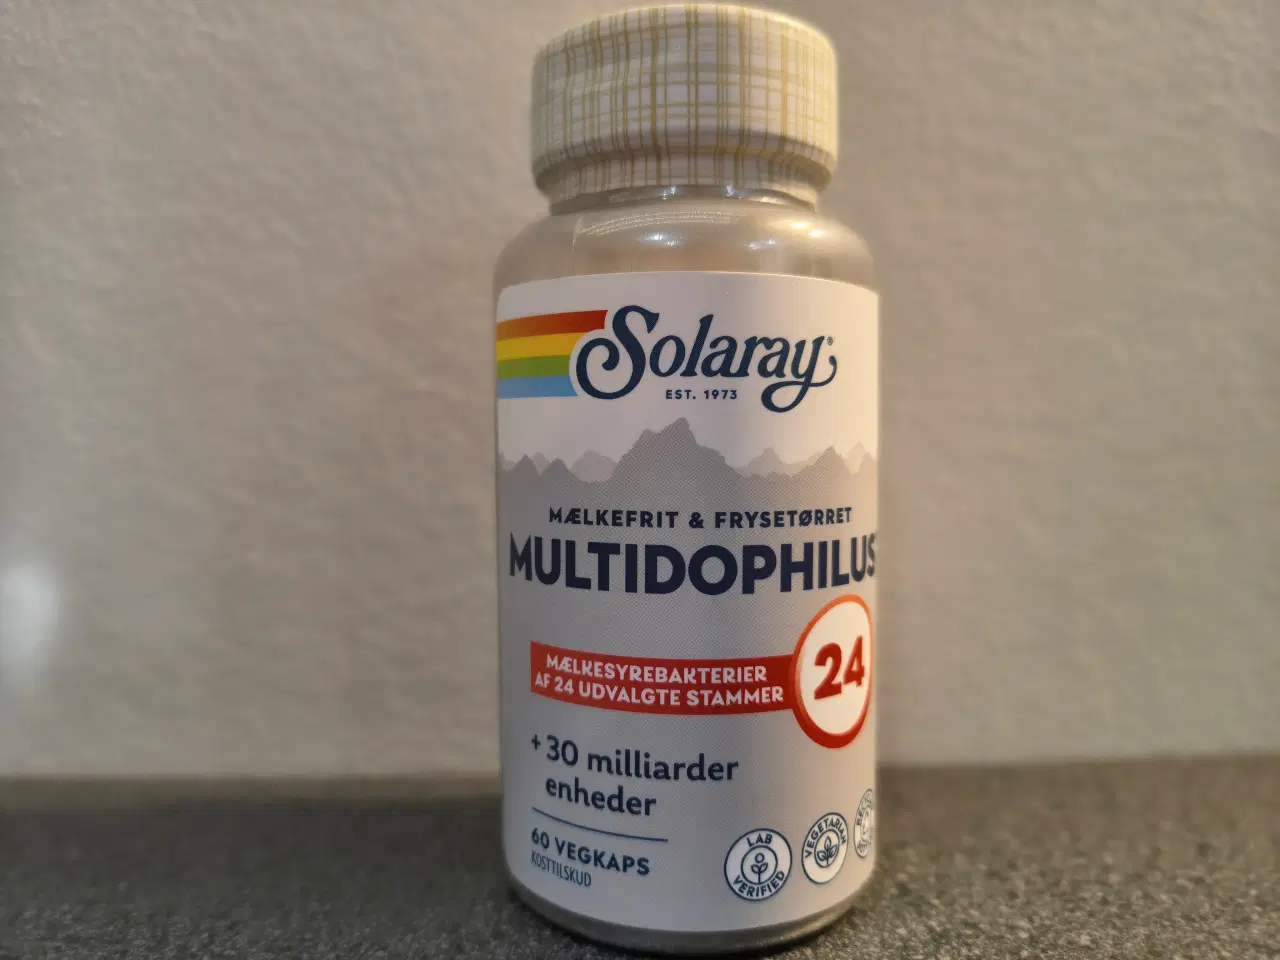 Solaray®
EST. 1973
MÆLKEFRIT & FRYSETØRRET
MULTIDOPHILUS
24
MÆLKESYREBAKTERIER
AF 24 UDVALGTE STAMMER
+ 30 milliarder
enheder
60 VEGKAPS
KOSTTILSKUD
LAB
VERIFIED
VEGETARIAN